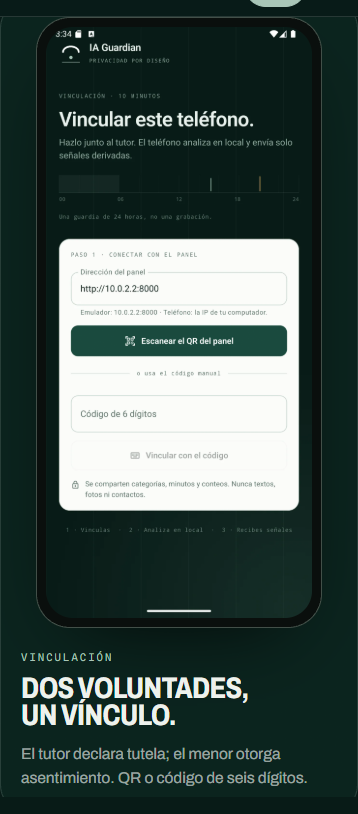 3:34
IA Guardian
PRIVACIDAD POR DISEÑO
VINCULACIÓN · 10 MINUTOS
Vincular este teléfono.
Hazlo junto al tutor. El teléfono analiza en local y envía solo
señales derivadas.
00 06 12 18 24
Una guardia de 24 horas, no una grabación.
PASO 1 · CONECTAR CON EL PANEL
Dirección del panel
http://10.0.2.2:8000
Emulador: 10.0.2.2:8000 · Teléfono: la IP de tu computador.
Escanear el QR del panel
o usa el código manual
Código de 6 dígitos
Vincular con el código
Se comparten categorías, minutos y conteos. Nunca textos,
fotos ni contactos.
1 · Vinculas · 2 · Analiza en local · 3 · Recibes señales
VINCULACIÓN
DOS VOLUNTADES,
UN VÍNCULO.
El tutor declara tutela; el menor otorga
asentimiento. QR o código de seis dígitos.